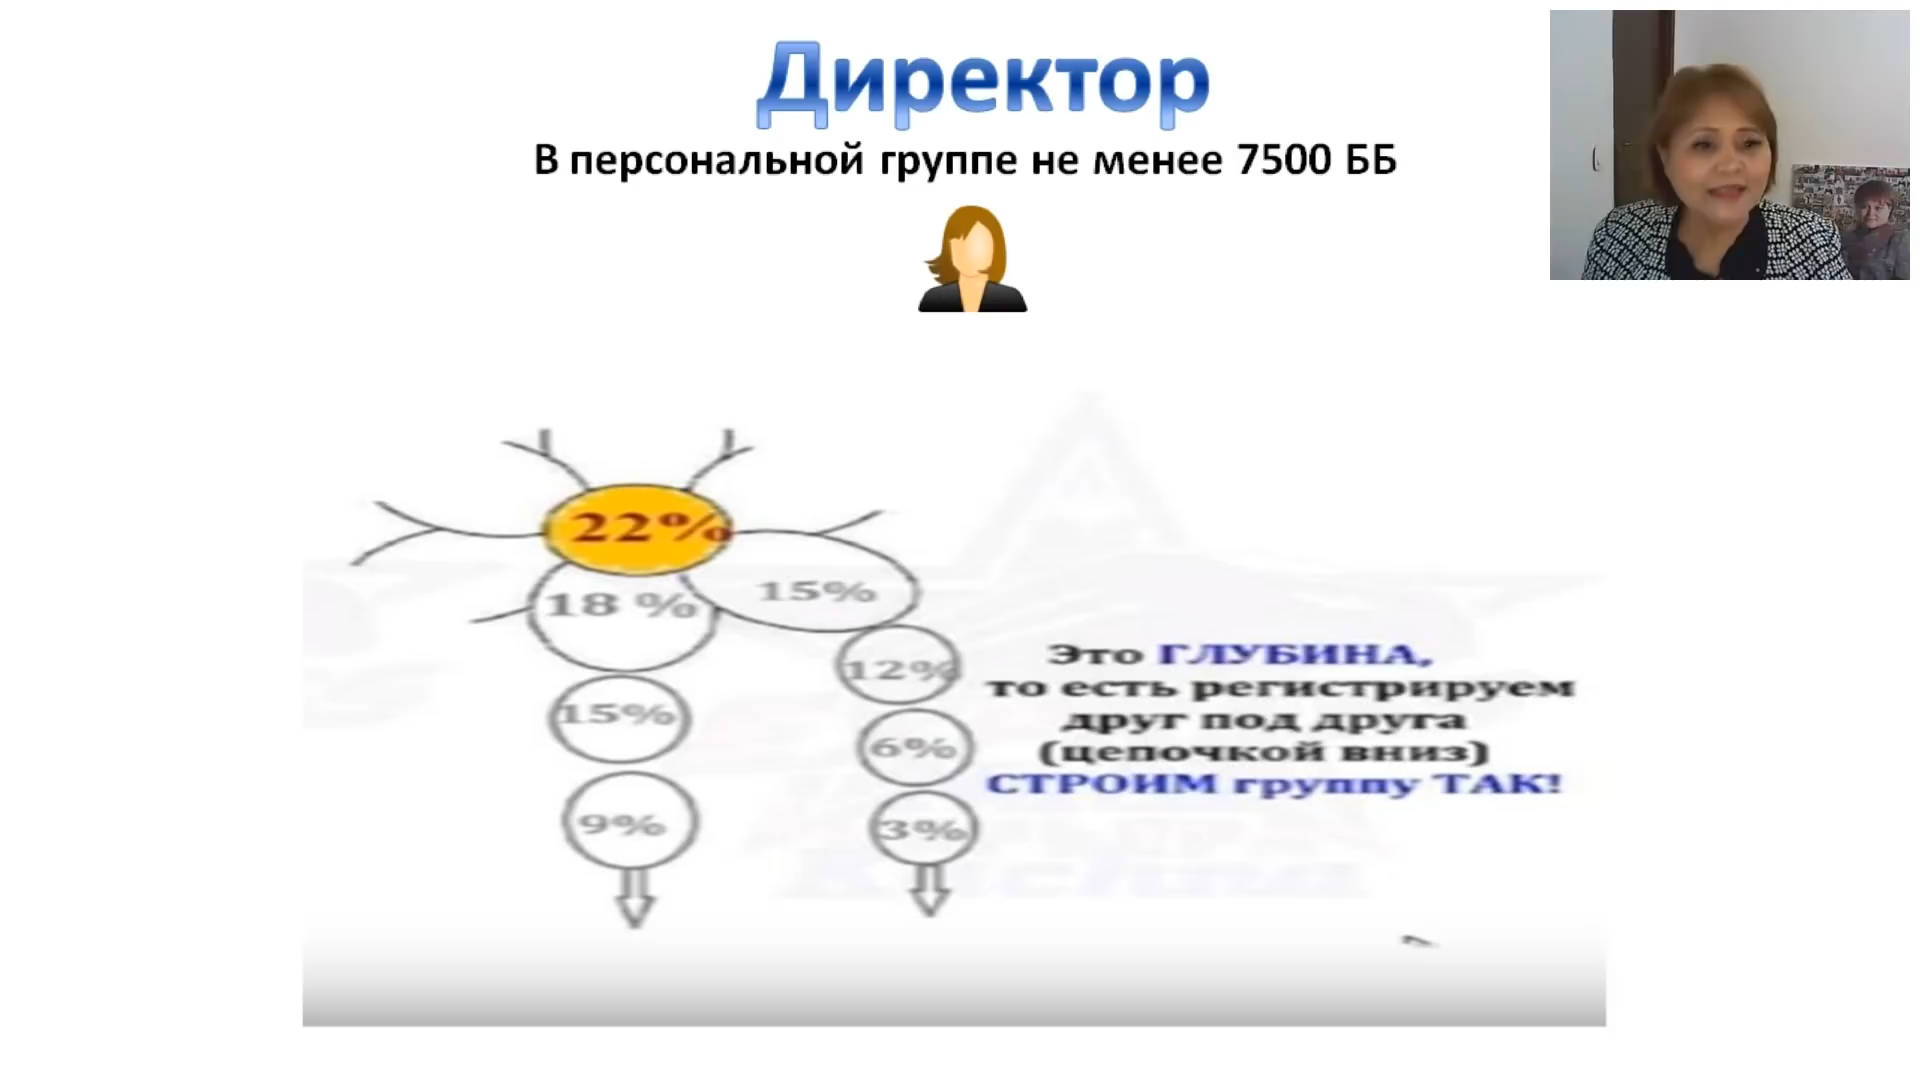 Директор
В персональной группе не менее 7500 ББ
22%
18 %
15%
15%
12%
6%
9%
3%
Это ГЛУБИНА,
то есть регистрируем
друг под друга
(цепочкой вниз)
СТРОИМ группу ТАК!